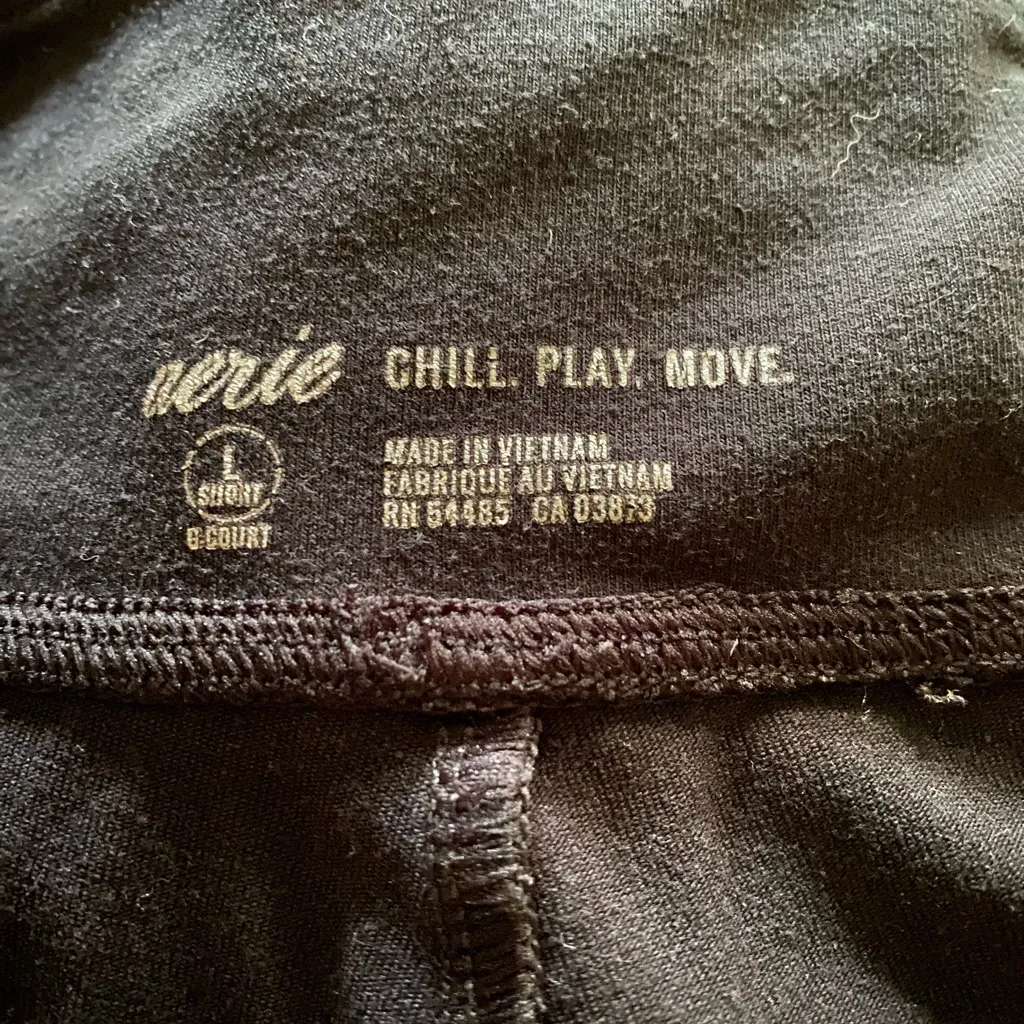 aerie CHILL. PLAY. MOVE.
L
SHORT
C-COURT
MADE IN VIETNAM
FABRIQUE AU VIETNAM
RN 54485 CA 03873